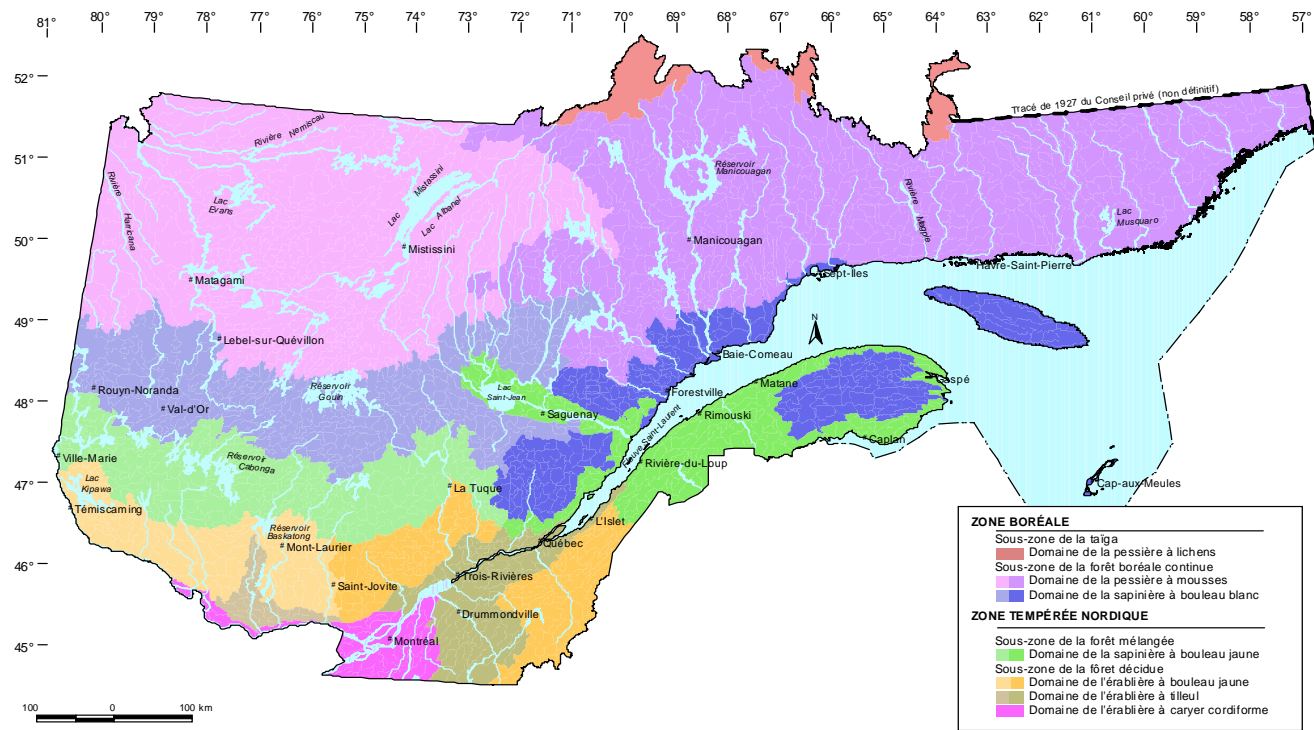 81° 80° 79° 78° 77° 76° 75° 74° 73° 72° 71° 70° 69° 68° 67° 66° 65° 64° 63° 62° 61° 60° 59° 58° 57°
52°
51°
50°
49°
48°
47°
46°
45°
Tracé de 1927 du Conseil privé (non définitif)
Rivière Nemiscau
Rivière Harricana
Lac Evans
Lac Mistassini
Lac Albanel
Réservoir Manicouagan
Rivière Magpie
Lac Musquaro
Mistissini
Manicouagan
Matagami
Sept-Iles
Havre-Saint-Pierre
Lebel-sur-Quévillon
N
Baie-Comeau
Rouyn-Noranda
Val-d'Or
Réservoir Gouin
Lac Saint-Jean
Saguenay
Forestville
Matane
Gaspé
Rimouski
Caplan
Fleuve Saint-Laurent
Ville-Marie
Réservoir Cabonga
Rivière-du-Loup
Lac Kipawa
Témiscaming
La Tuque
Cap-aux-Meules
Réservoir Baskatong
Mont-Laurier
L'Islet
Québec
Saint-Jovite
Trois-Rivières
Drummondville
Montréal
100 0 100 km
ZONE BORÉALE
Sous-zone de la taïga
Domaine de la pessière à lichens
Sous-zone de la forêt boréale continue
Domaine de la pessière à mousses
Domaine de la sapinière à bouleau blanc
ZONE TEMPÉRÉE NORDIQUE
Sous-zone de la forêt mélangée
Domaine de la sapinière à bouleau jaune
Sous-zone de la fôret décidue
Domaine de l'érablière à bouleau jaune
Domaine de l'érablière à tilleul
Domaine de l'érablière à caryer cordiforme